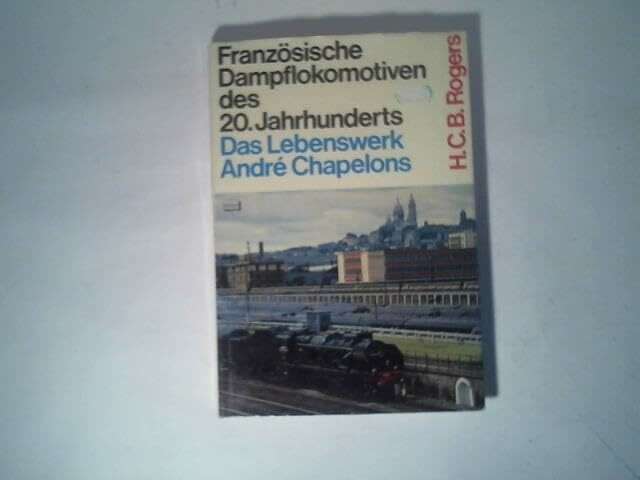 Französische
Dampflokomotiven
des
20. Jahrhunderts
Das Lebenswerk
André Chapelons
H.C.B. Rogers